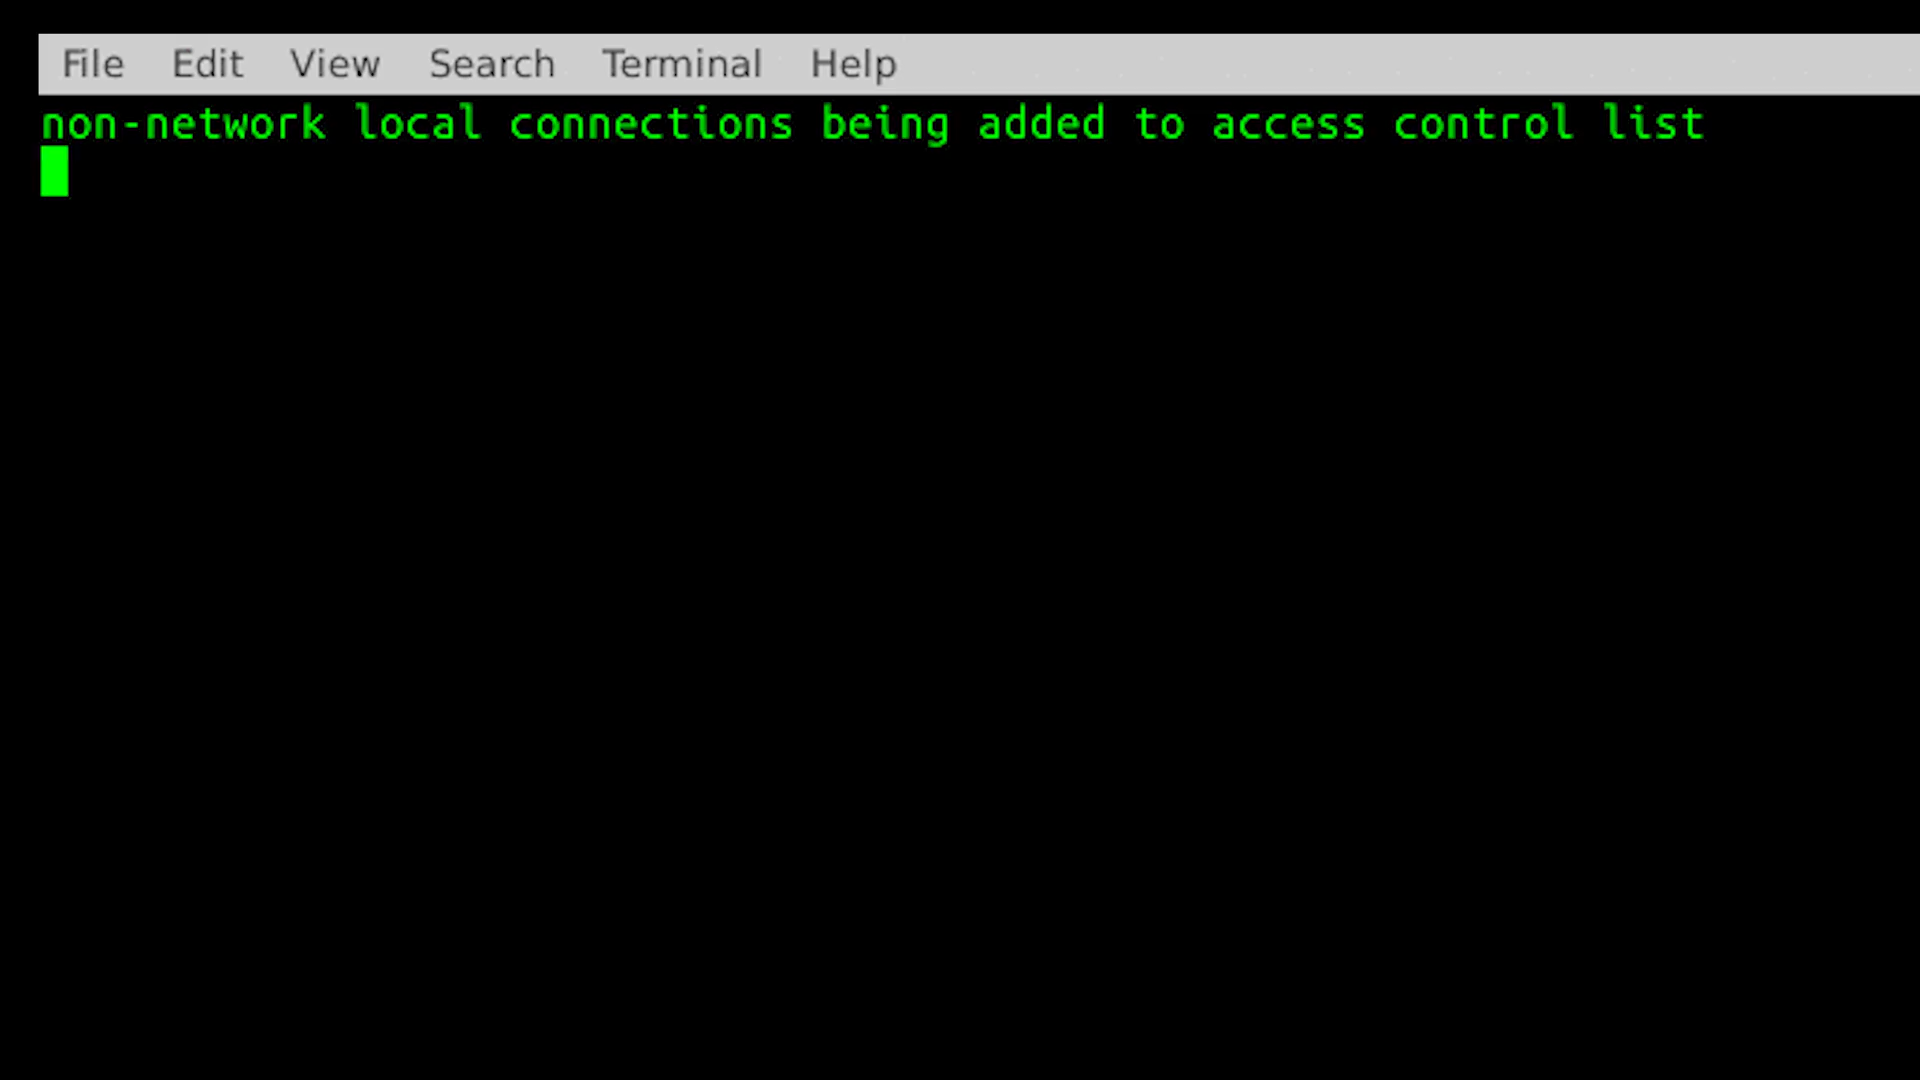 File Edit View Search Terminal Help
non-network local connections being added to access control list